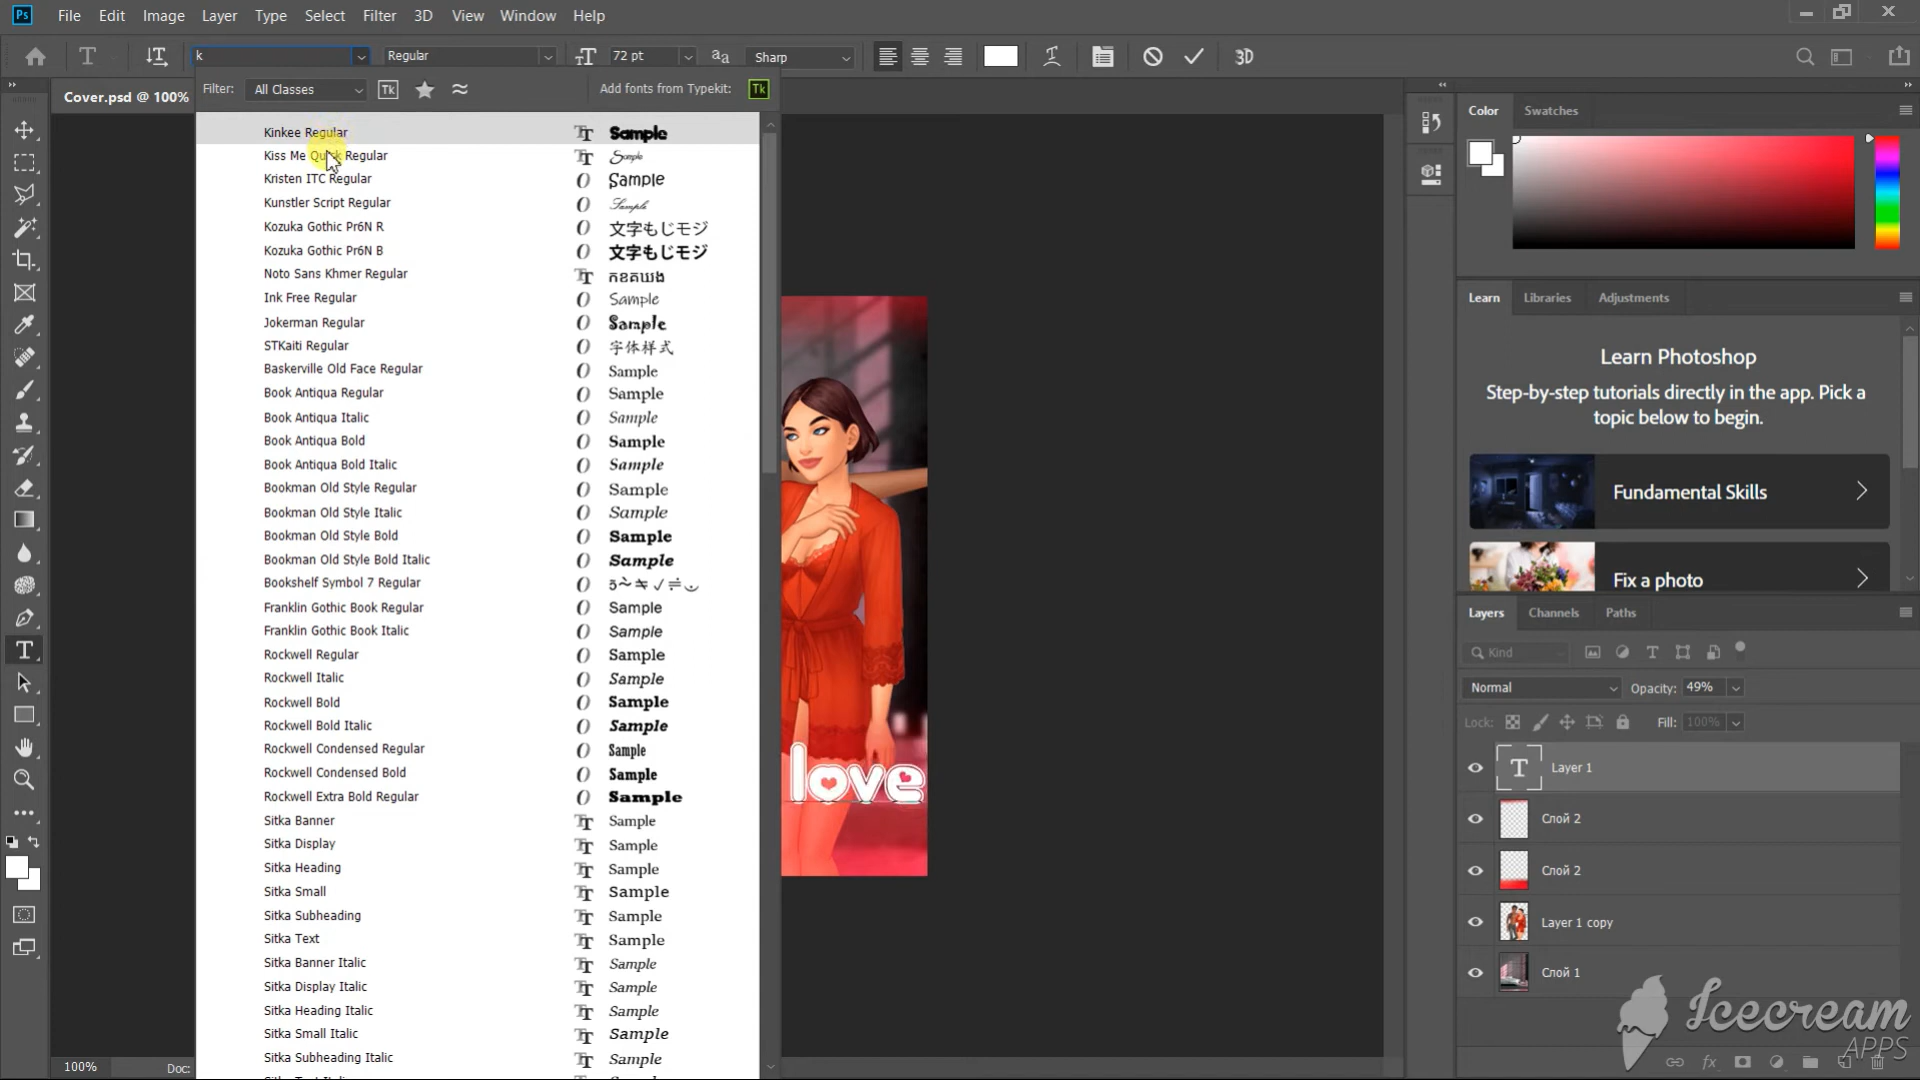 Ps File Edit Image Layer Type Select Filter 3D View Window Help
T k Regular 72 pt aa Sharp 3D
Filter: All Classes Tk Add fonts from Typekit: Tk
Cover.psd @ 100%
Kinkee Regular Sample
Kiss Me Quick Regular Sample
Kristen ITC Regular Sample
Kunstler Script Regular Sample
Kozuka Gothic Pr6N R 文字もじモジ
Kozuka Gothic Pr6N B 文字もじモジ
Noto Sans Khmer Regular
Ink Free Regular Sample
Jokerman Regular Sample
STKaiti Regular 字体样式
Baskerville Old Face Regular Sample
Book Antiqua Regular Sample
Book Antiqua Italic Sample
Book Antiqua Bold Sample
Book Antiqua Bold Italic Sample
Bookman Old Style Regular Sample
Bookman Old Style Italic Sample
Bookman Old Style Bold Sample
Bookman Old Style Bold Italic Sample
Bookshelf Symbol 7 Regular
Franklin Gothic Book Regular Sample
Franklin Gothic Book Italic Sample
Rockwell Regular Sample
Rockwell Italic Sample
Rockwell Bold Sample
Rockwell Bold Italic Sample
Rockwell Condensed Regular Sample
Rockwell Condensed Bold Sample
Rockwell Extra Bold Regular Sample
Sitka Banner Sample
Sitka Display Sample
Sitka Heading Sample
Sitka Small Sample
Sitka Subheading Sample
Sitka Text Sample
Sitka Banner Italic Sample
Sitka Display Italic Sample
Sitka Heading Italic Sample
Sitka Small Italic Sample
Sitka Subheading Italic Sample
love
100% Doc:
Color Swatches
Learn Libraries Adjustments
Learn Photoshop
Step-by-step tutorials directly in the app. Pick a
topic below to begin.
Fundamental Skills
Fix a photo
Layers Channels Paths
Kind
Normal Opacity: 49%
Lock: Fill: 100%
T Layer 1
Слой 2
Слой 2
Layer 1 copy
Слой 1
Icecream
APPS
fx